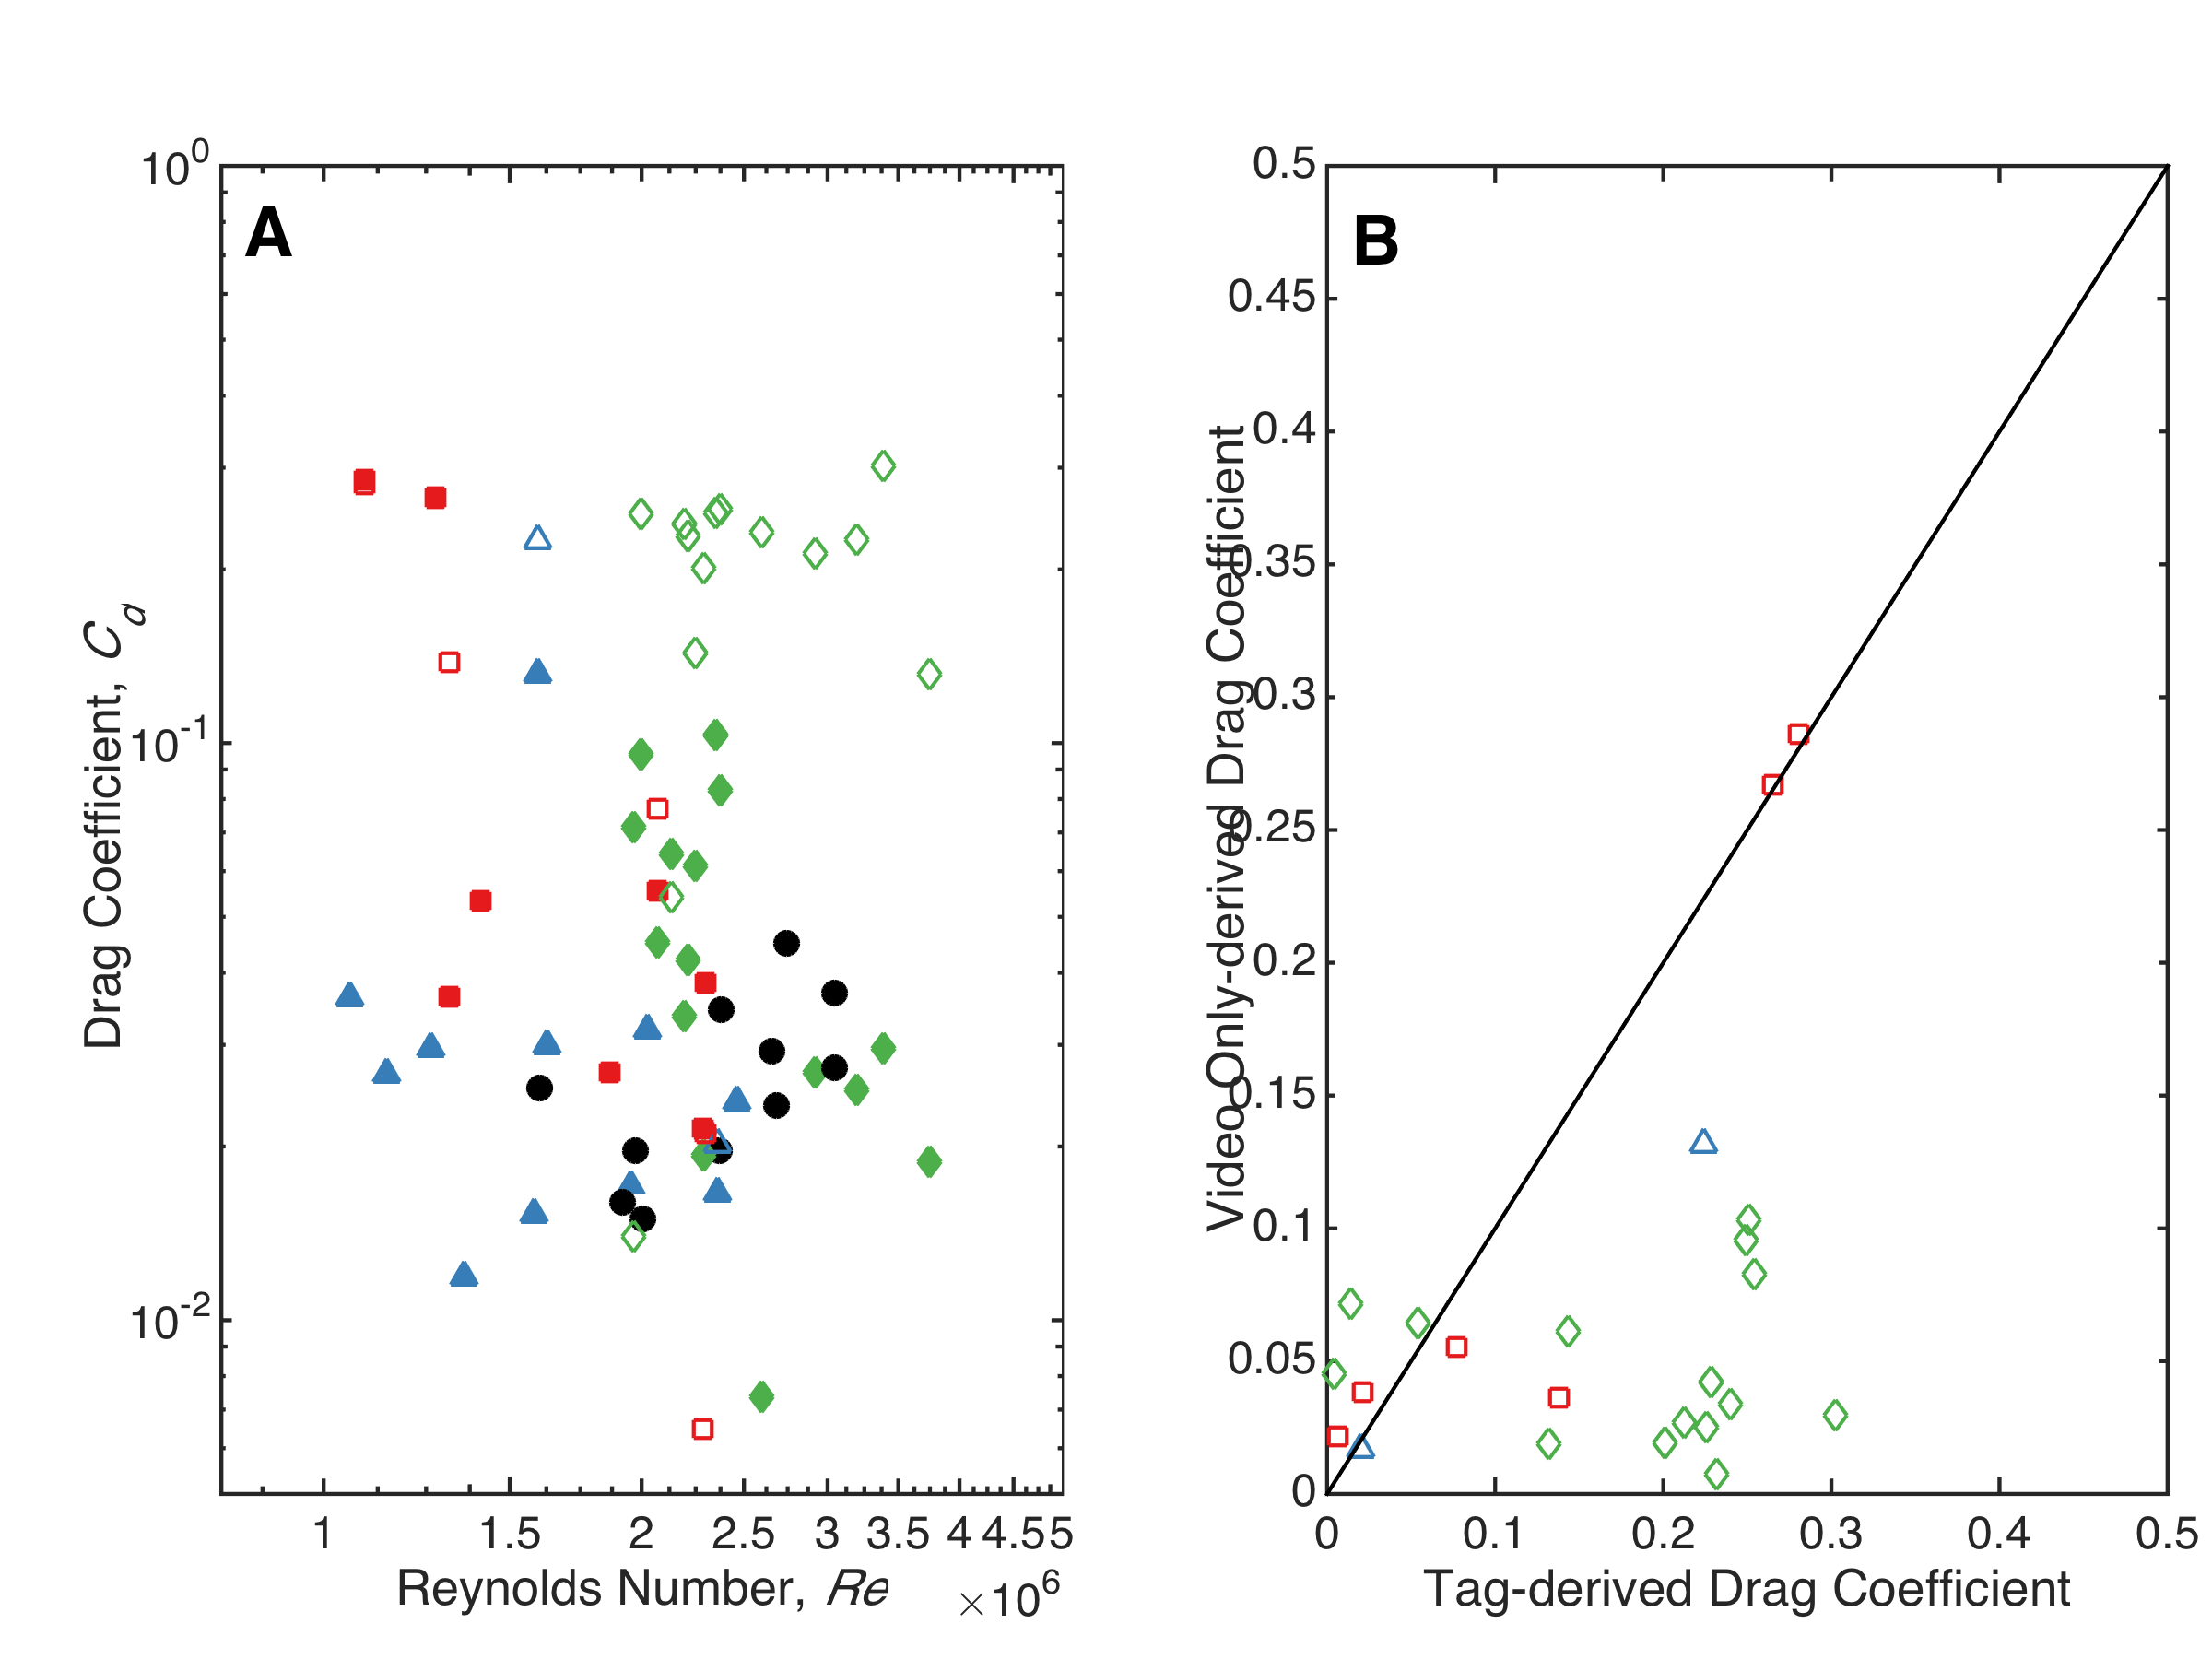 A
10^0
10^-1
10^-2
Drag Coefficient, C_d
1 1.5 2 2.5 3 3.5 4 4.5 5
Reynolds Number, Re ×10^6
B
0.5
0.45
0.4
0.35
0.3
0.25
0.2
0.15
0.1
0.05
0
Video Only-derived Drag Coefficient
0 0.1 0.2 0.3 0.4 0.5
Tag-derived Drag Coefficient